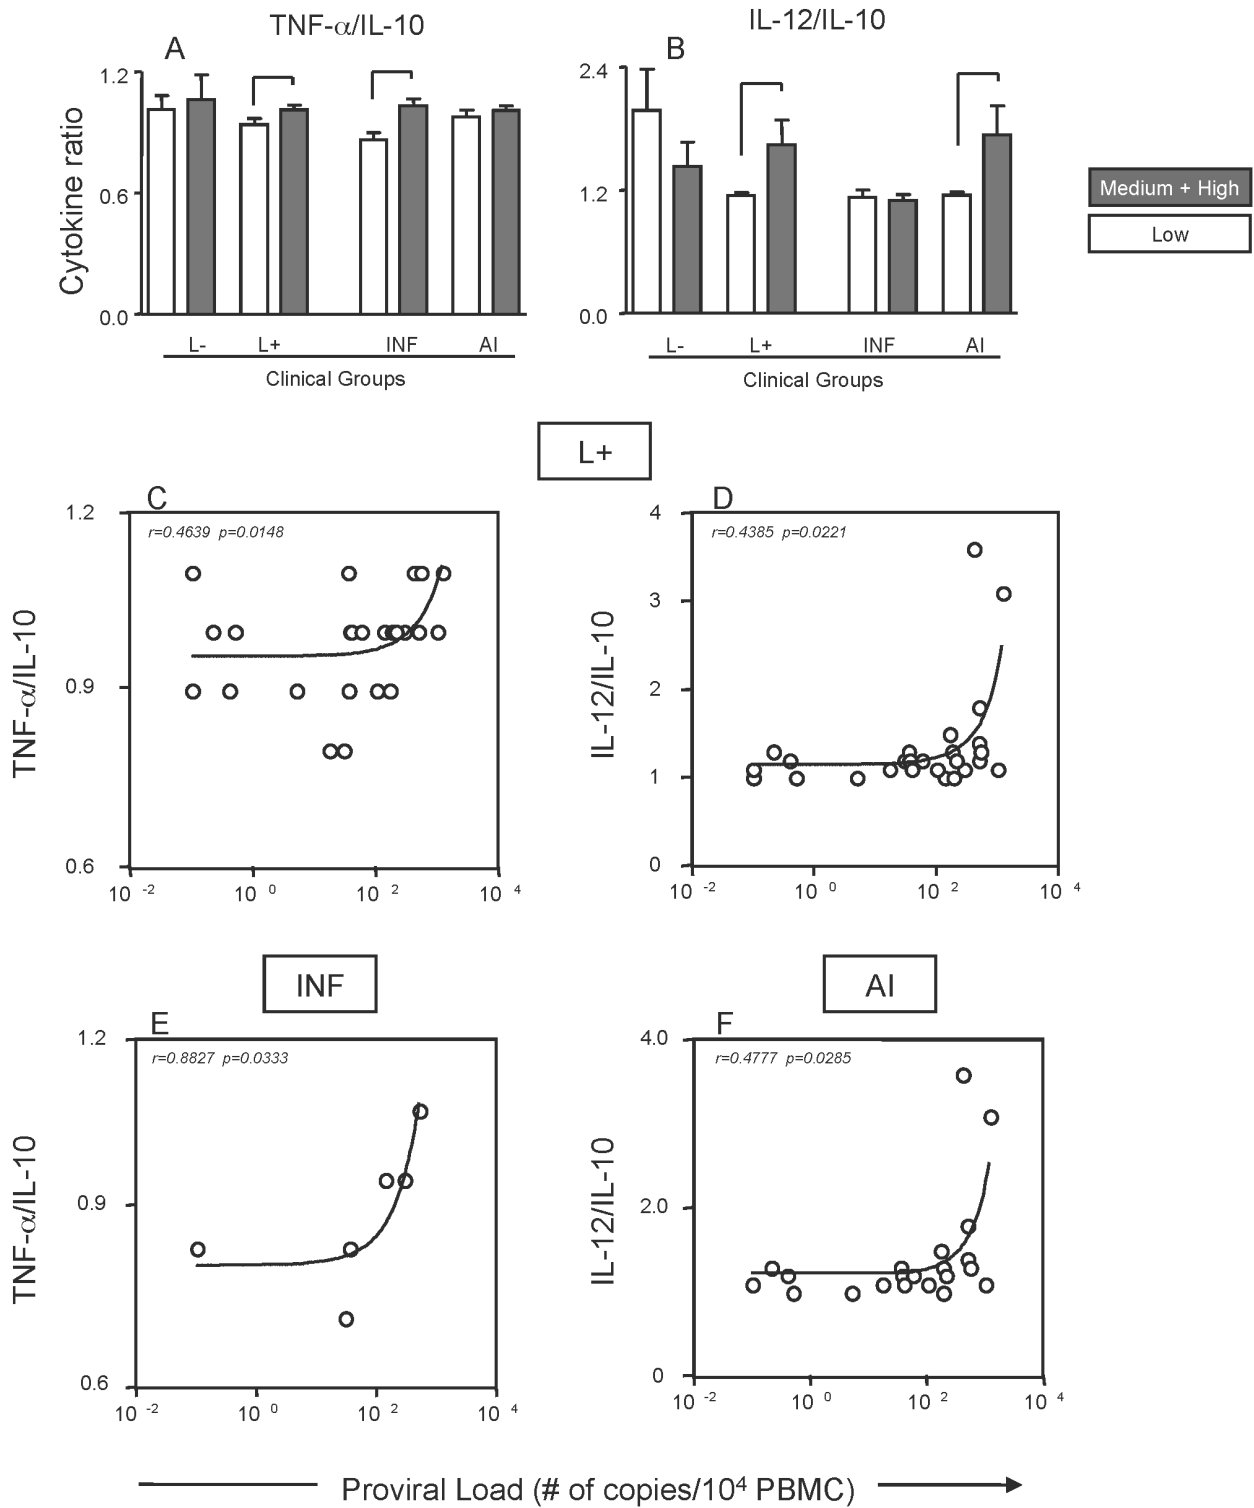 TNF-α/IL-10
IL-12/IL-10
A
B
1.2
0.6
0.0
Cytokine ratio
2.4
1.2
0.0
Medium + High
Low
L- L+ INF AI
Clinical Groups
L- L+ INF AI
Clinical Groups
L+
C
r=0.4639 p=0.0148
1.2
0.9
0.6
TNF-α/IL-10
10 -2 10 0 10 2 10 4
D
r=0.4385 p=0.0221
4
3
2
1
0
IL-12/IL-10
10 -2 10 0 10 2 10 4
INF
E
r=0.8827 p=0.0333
1.2
0.9
0.6
TNF-α/IL-10
10 -2 10 0 10 2 10 4
AI
F
r=0.4777 p=0.0285
4.0
2.0
0
IL-12/IL-10
10 -2 10 0 10 2 10 4
Proviral Load (# of copies/10⁴ PBMC)